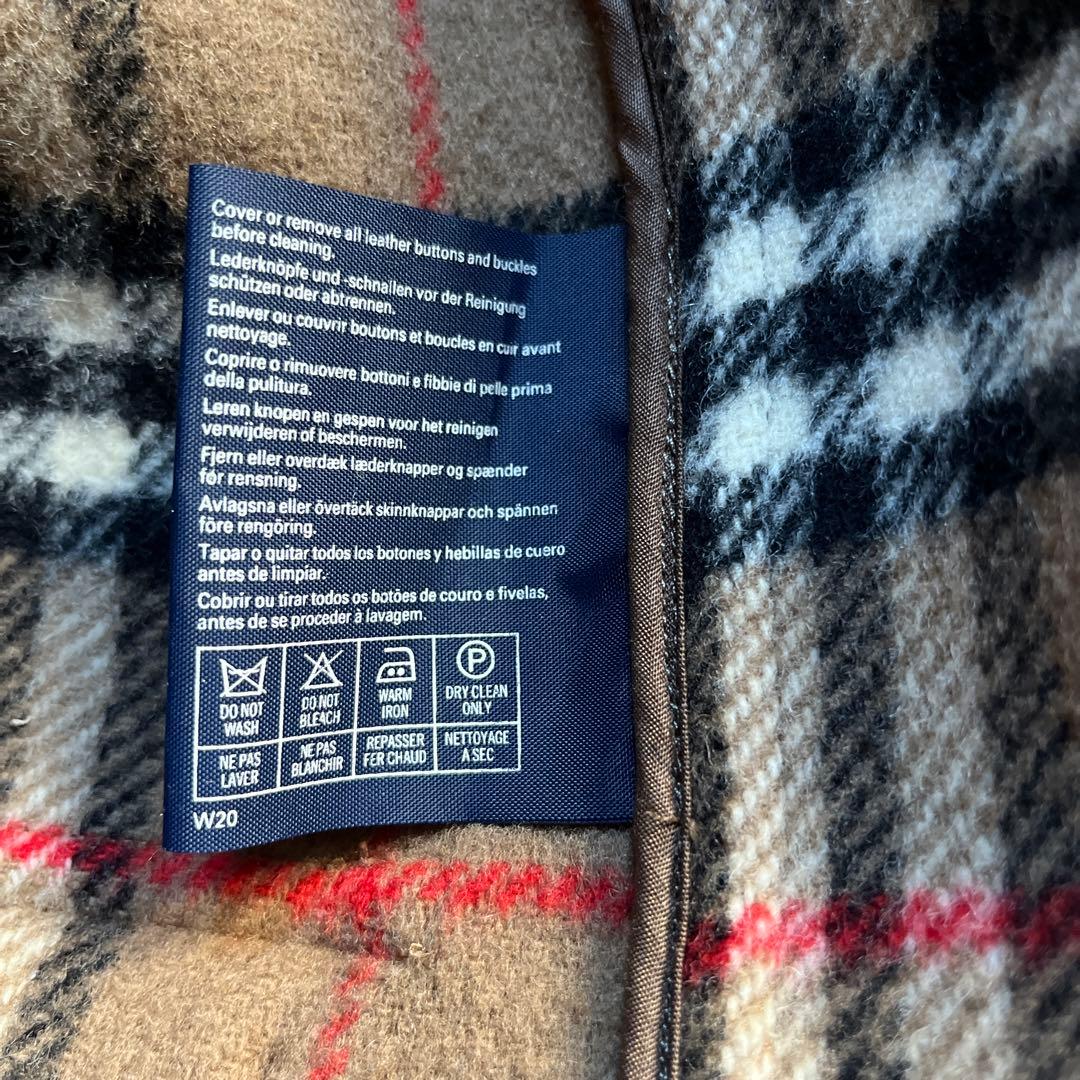 Cover or remove all leather buttons and buckles
before cleaning.
Lederknöpfe und -schnallen vor der Reinigung
schützen oder abtrennen.
Enlever ou couvrir boutons et boucles en cuir avant
nettoyage.
Coprire o rimuovere bottoni e fibbie di pelle prima
della pulitura.
Leren knopen en gespen voor het reinigen
verwijderen of beschermen.
Fjern eller overdæk læderknapper og spænder
för rensning.
Avlagsna eller övertäck skinnknappar och spännen
före rengöring.
Tapar o quitar todos los botones y hebillas de cuero
antes de limpiar.
Cobrir ou tirar todos os botões de couro e fivelas,
antes de se proceder à lavagem.
DO NOT
WASH
DO NOT
BLEACH
WARM
IRON
P
DRY CLEAN
ONLY
NE PAS
LAVER
NE PAS
BLANCHIR
REPASSER
FER CHAUD
NETTOYAGE
A SEC
W20